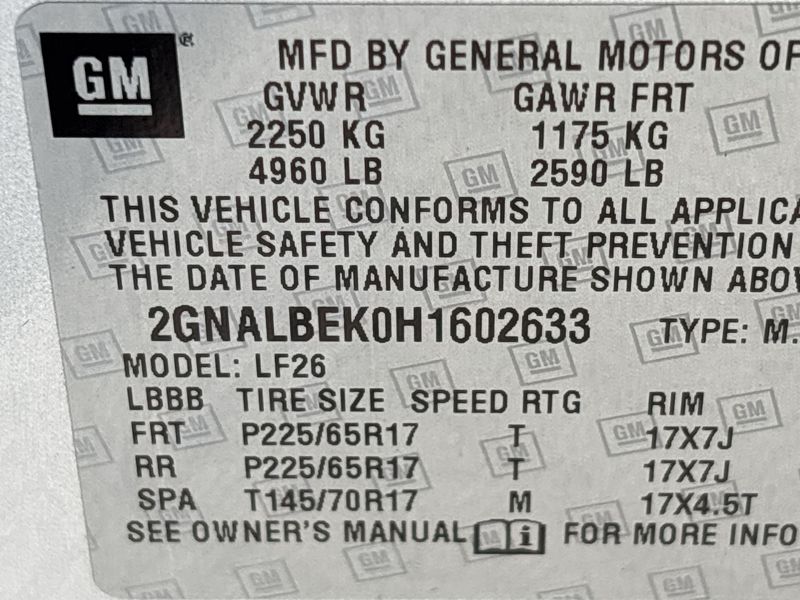 GM®
MFD BY GENERAL MOTORS OF
GVWR GAWR FRT
2250 KG 1175 KG
4960 LB 2590 LB
THIS VEHICLE CONFORMS TO ALL APPLICA
VEHICLE SAFETY AND THEFT PREVENTION
THE DATE OF MANUFACTURE SHOWN ABOV
2GNALBEK0H1602633 TYPE: M.
MODEL: LF26
LBBB TIRE SIZE SPEED RTG RIM
FRT P225/65R17 T 17X7J
RR P225/65R17 T 17X7J
SPA T145/70R17 M 17X4.5T
SEE OWNER'S MANUAL i FOR MORE INFO